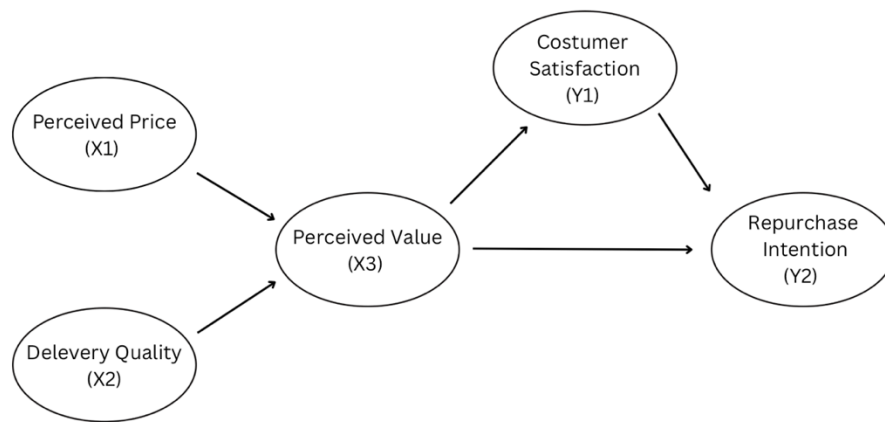 Costumer
Satisfaction
(Y1)
Perceived Price
(X1)
Perceived Value
(X3)
Repurchase
Intention
(Y2)
Delevery Quality
(X2)